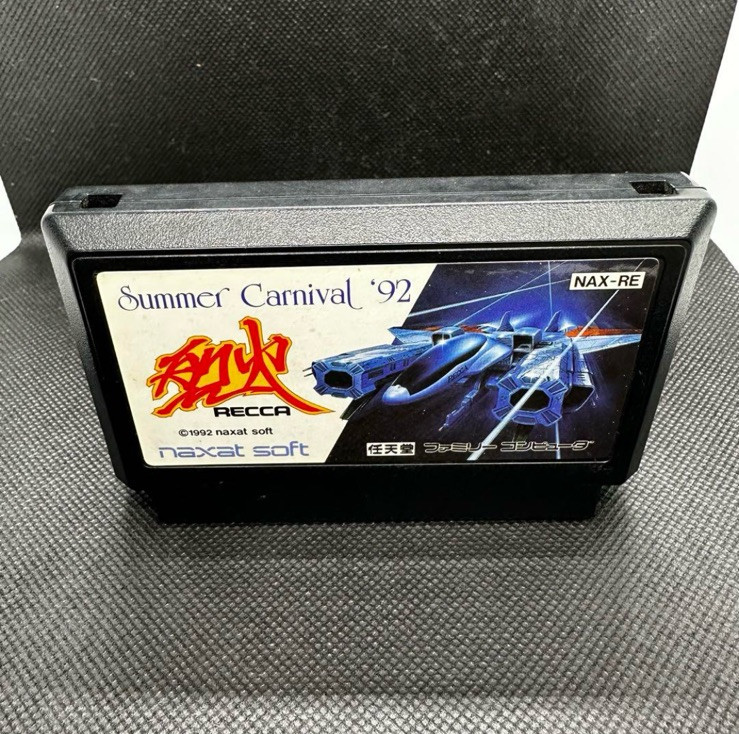 Summer Carnival '92
NAX-RE
烈火
RECCA
©1992 naxat soft
naxat soft
任天堂 ファミリーコンピュータ